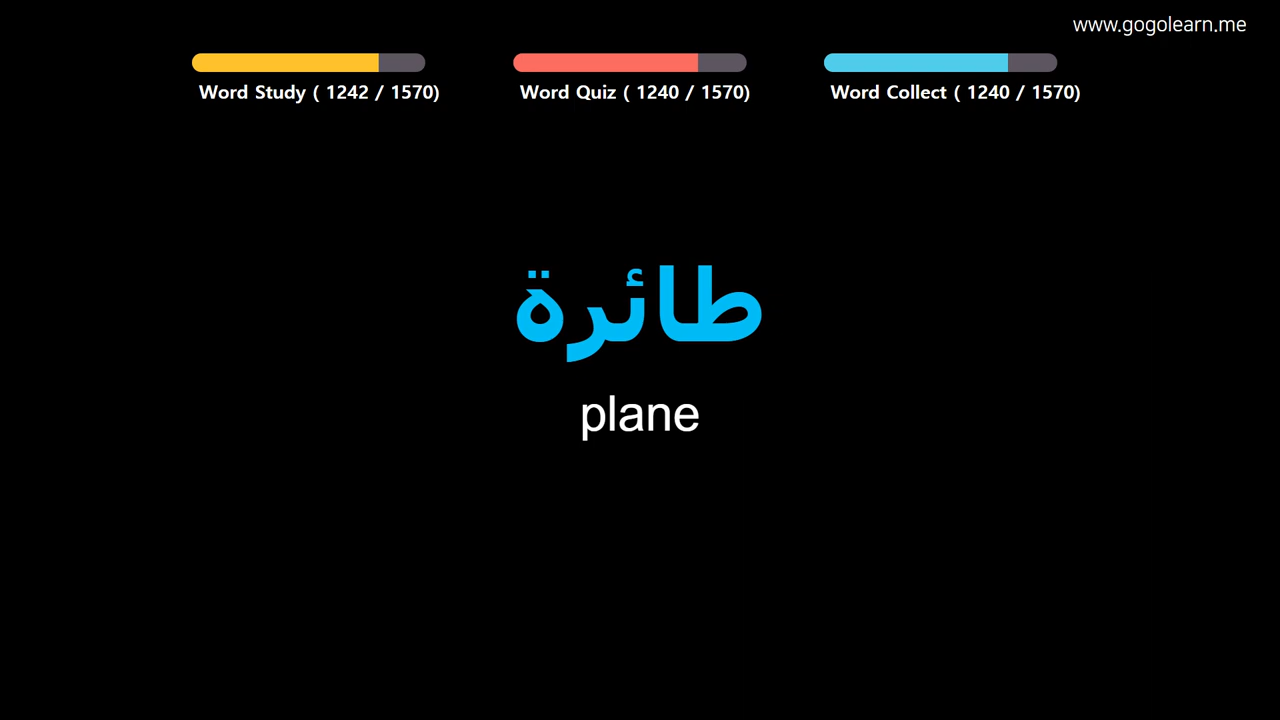 www.gogolearn.me
Word Study ( 1242 / 1570)
Word Quiz ( 1240 / 1570)
Word Collect ( 1240 / 1570)
طائرة
plane